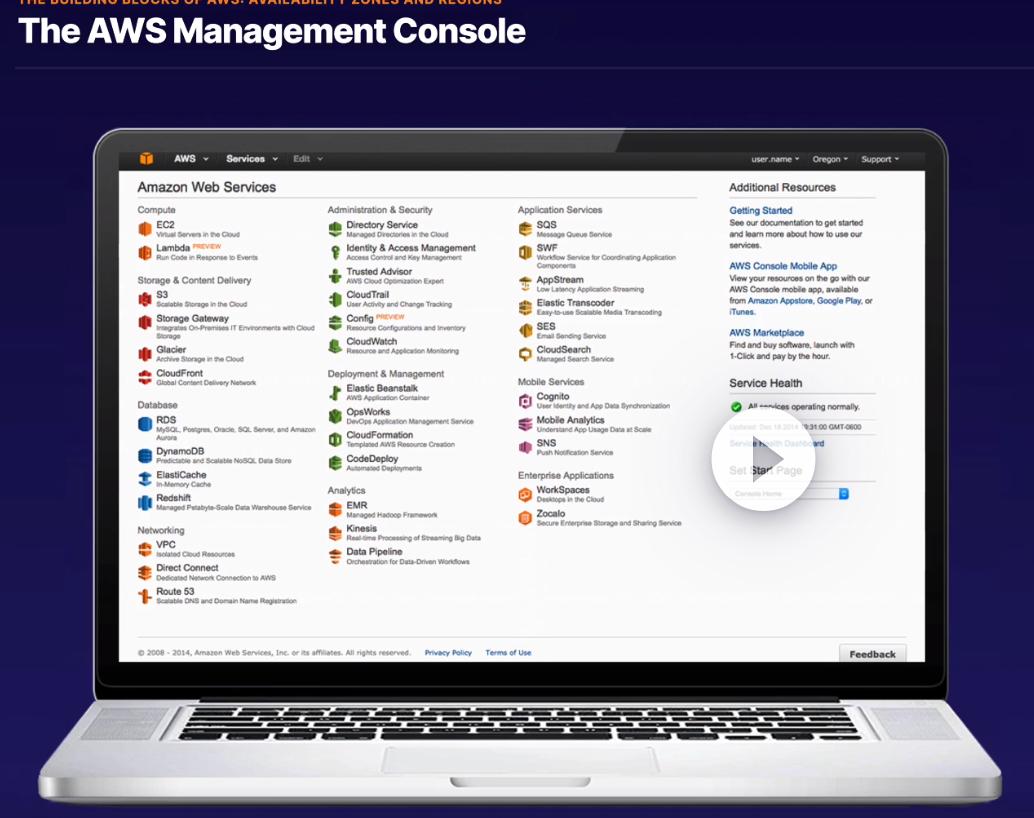 THE BUILDING BLOCKS OF AWS: AVAILABILITY ZONES AND REGIONS
The AWS Management Console
AWS
Services
Edit
user.name
Oregon
Support
Amazon Web Services
Compute
EC2
Virtual Servers in the Cloud
Lambda PREVIEW
Run Code in Response to Events
Storage & Content Delivery
S3
Scalable Storage in the Cloud
Storage Gateway
Integrates On-Premises IT Environments with Cloud
Storage
Glacier
Archive Storage in the Cloud
CloudFront
Global Content Delivery Network
Database
RDS
MySQL, Postgres, Oracle, SQL Server, and Amazon
Aurora
DynamoDB
Predictable and Scalable NoSQL Data Store
ElastiCache
In-Memory Cache
Redshift
Managed Petabyte-Scale Data Warehouse Service
Networking
VPC
Isolated Cloud Resources
Direct Connect
Dedicated Network Connection to AWS
Route 53
Scalable DNS and Domain Name Registration
Administration & Security
Directory Service
Managed Directories in the Cloud
Identity & Access Management
Access Control and Key Management
Trusted Advisor
AWS Cloud Optimization Expert
CloudTrail
User Activity and Change Tracking
Config PREVIEW
Resource Configurations and Inventory
CloudWatch
Resource and Application Monitoring
Deployment & Management
Elastic Beanstalk
AWS Application Container
OpsWorks
DevOps Application Management Service
CloudFormation
Templated AWS Resource Creation
CodeDeploy
Automated Deployments
Analytics
EMR
Managed Hadoop Framework
Kinesis
Real-time Processing of Streaming Big Data
Data Pipeline
Orchestration for Data-Driven Workflows
Application Services
SQS
Message Queue Service
SWF
Workflow Service for Coordinating Application
Components
AppStream
Low Latency Application Streaming
Elastic Transcoder
Easy-to-use Scalable Media Transcoding
SES
Email Sending Service
CloudSearch
Managed Search Service
Mobile Services
Cognito
User Identity and App Data Synchronization
Mobile Analytics
Understand App Usage Data at Scale
SNS
Push Notification Service
Enterprise Applications
WorkSpaces
Desktops in the Cloud
Zocalo
Secure Enterprise Storage and Sharing Service
Additional Resources
Getting Started
See our documentation to get started
and learn more about how to use our
services.
AWS Console Mobile App
View your resources on the go with our
AWS Console mobile app, available
from Amazon Appstore, Google Play, or
iTunes.
AWS Marketplace
Find and buy software, launch with
1-Click and pay by the hour.
Service Health
All services operating normally.
Updated: Dec 18 2014 19:31:00 GMT-0600
Service Health Dashboard
Set Start Page
Console Home
© 2008 - 2014, Amazon Web Services, Inc. or its affiliates. All rights reserved.
Privacy Policy
Terms of Use
Feedback